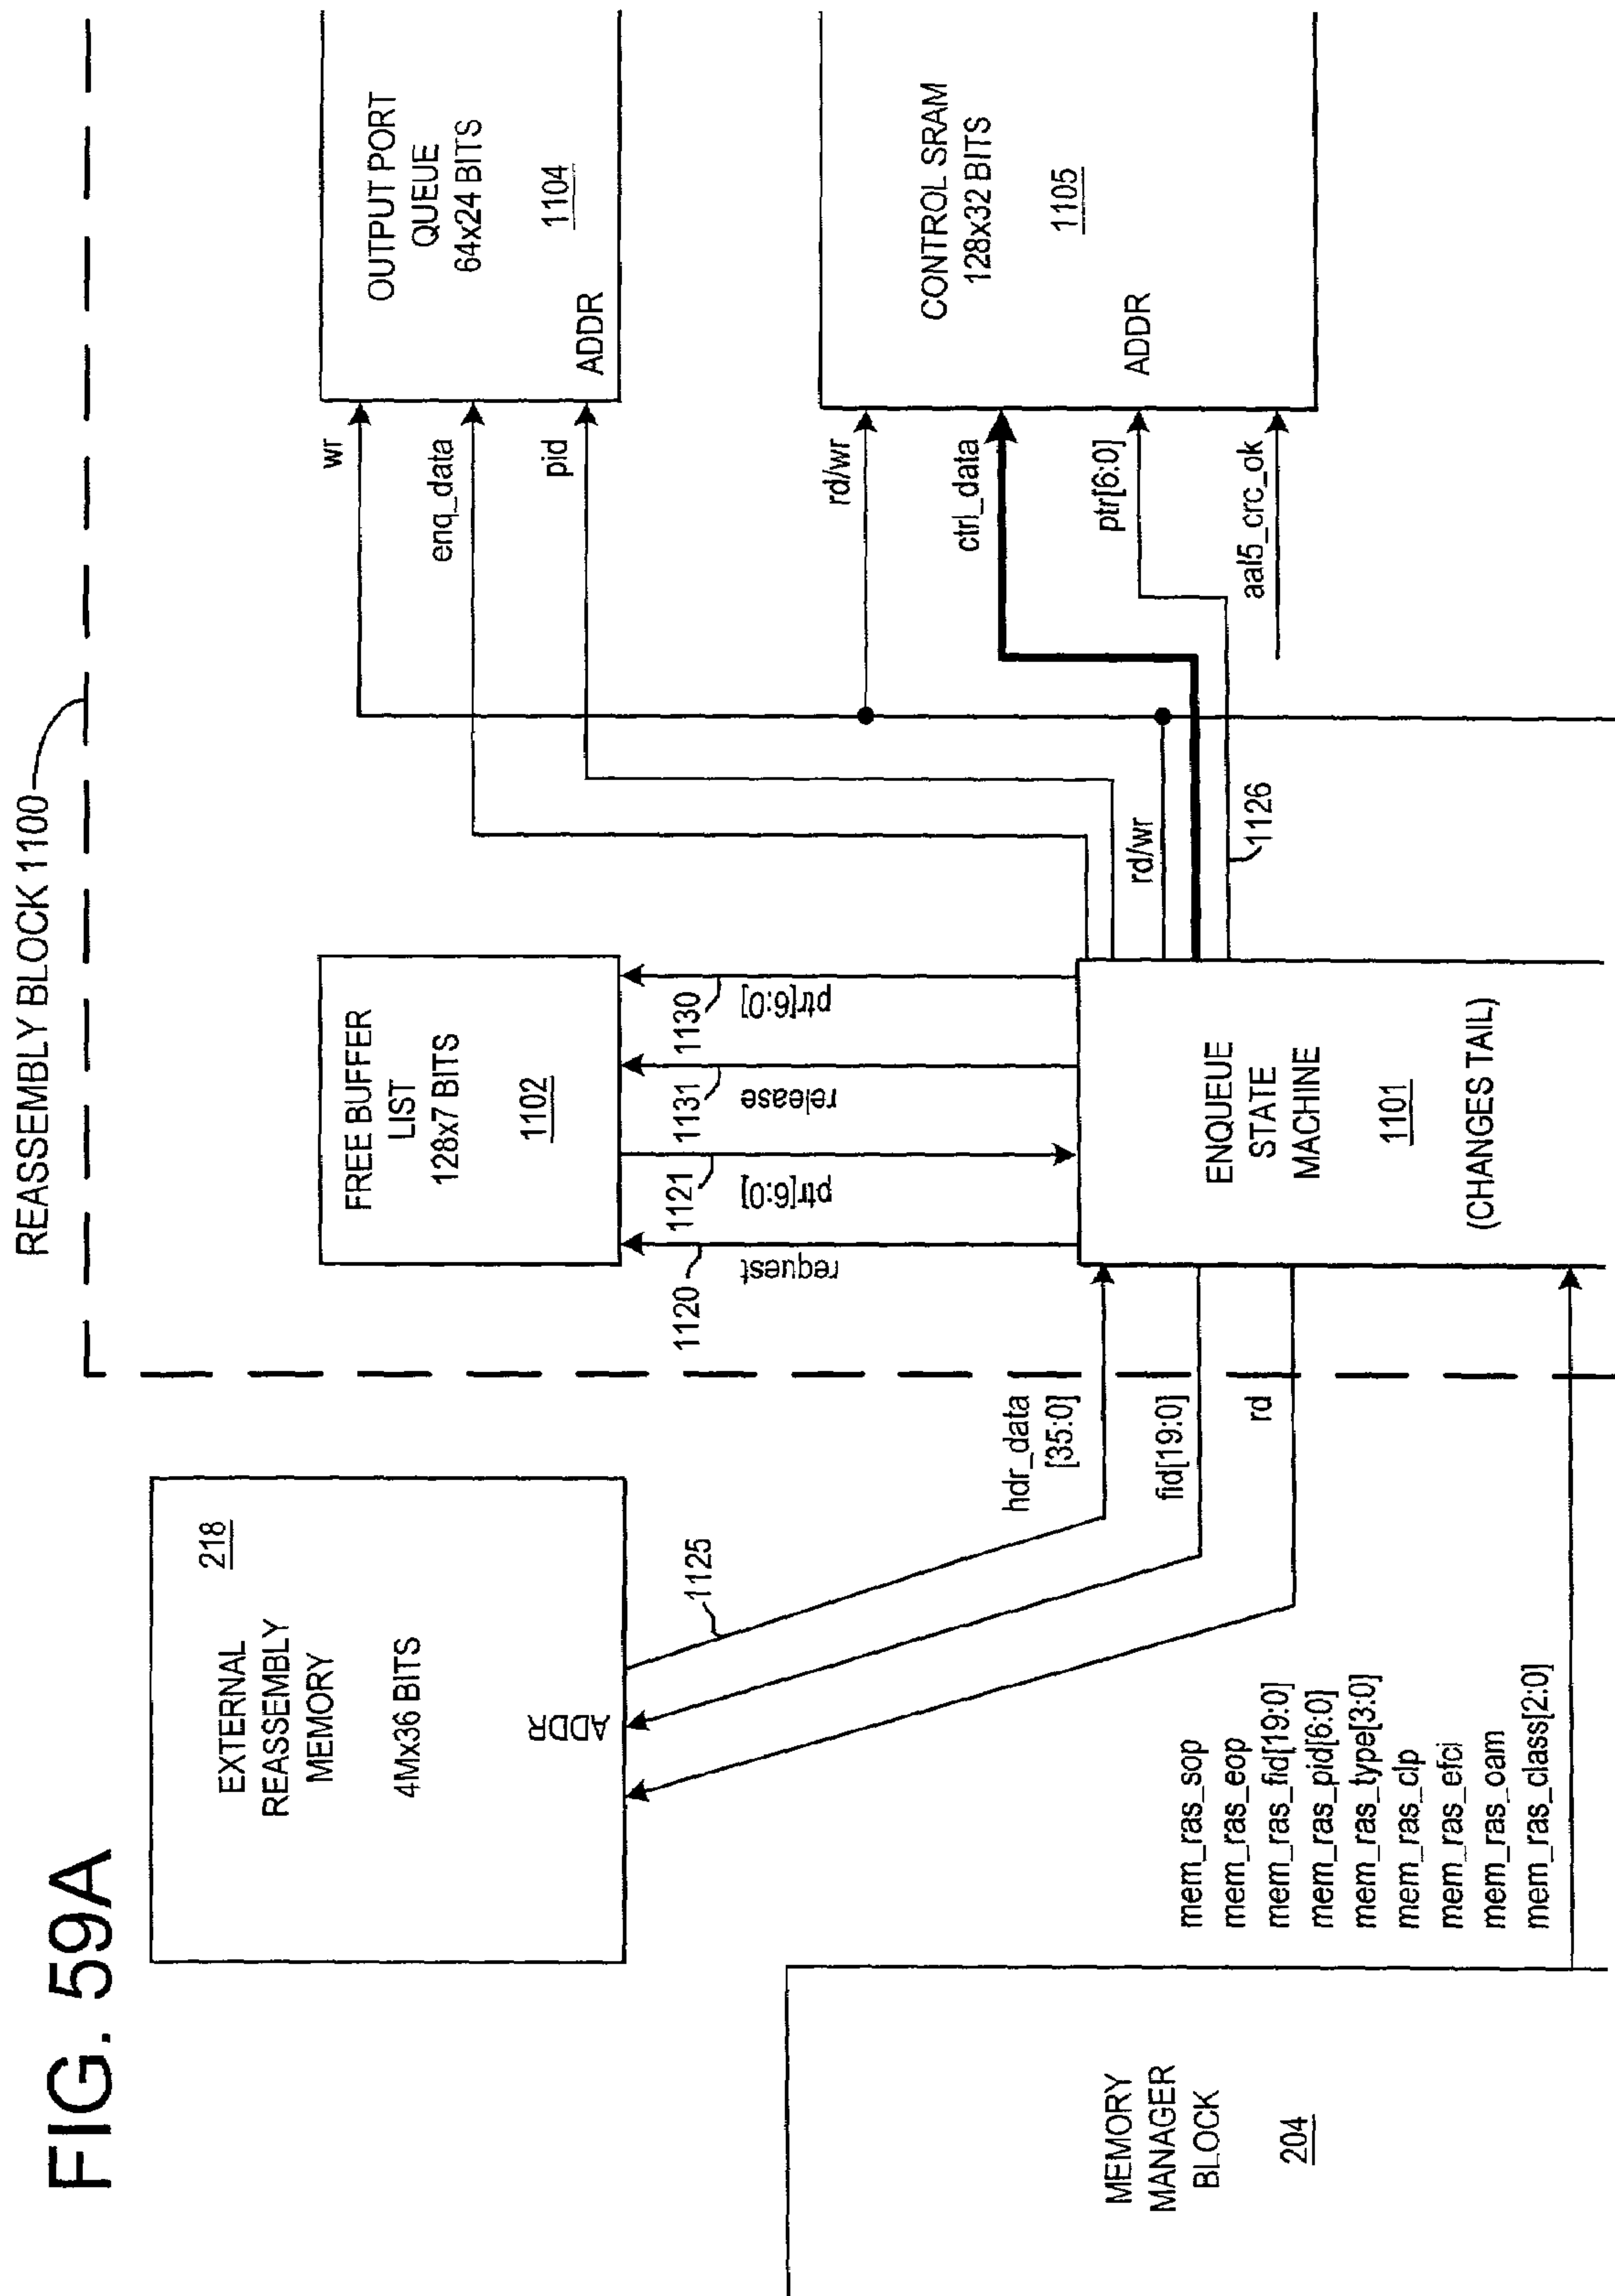 FIG. 59A
REASSEMBLY BLOCK 1100
EXTERNAL
REASSEMBLY
MEMORY
218
4Mx36 BITS
ADDR
1125
hdr_data
[35:0]
fid[19:0]
rd
FREE BUFFER
LIST
128x7 BITS
1102
1120
request
1121
ptr[6:0]
1131
release
1130
ptr[6:0]
OUTPUT PORT
QUEUE
64x24 BITS
1104
ADDR
wr
enq_data
pid
CONTROL SRAM
128x32 BITS
1105
ADDR
rd/wr
ctrl_data
ptr[6:0]
aal5_crc_ok
rd/wr
1126
ENQUEUE
STATE
MACHINE
1101
(CHANGES TAIL)
MEMORY
MANAGER
BLOCK
204
mem_ras_sop
mem_ras_eop
mem_ras_fid[19:0]
mem_ras_pid[6:0]
mem_ras_type[3:0]
mem_ras_clp
mem_ras_efci
mem_ras_oam
mem_ras_class[2:0]